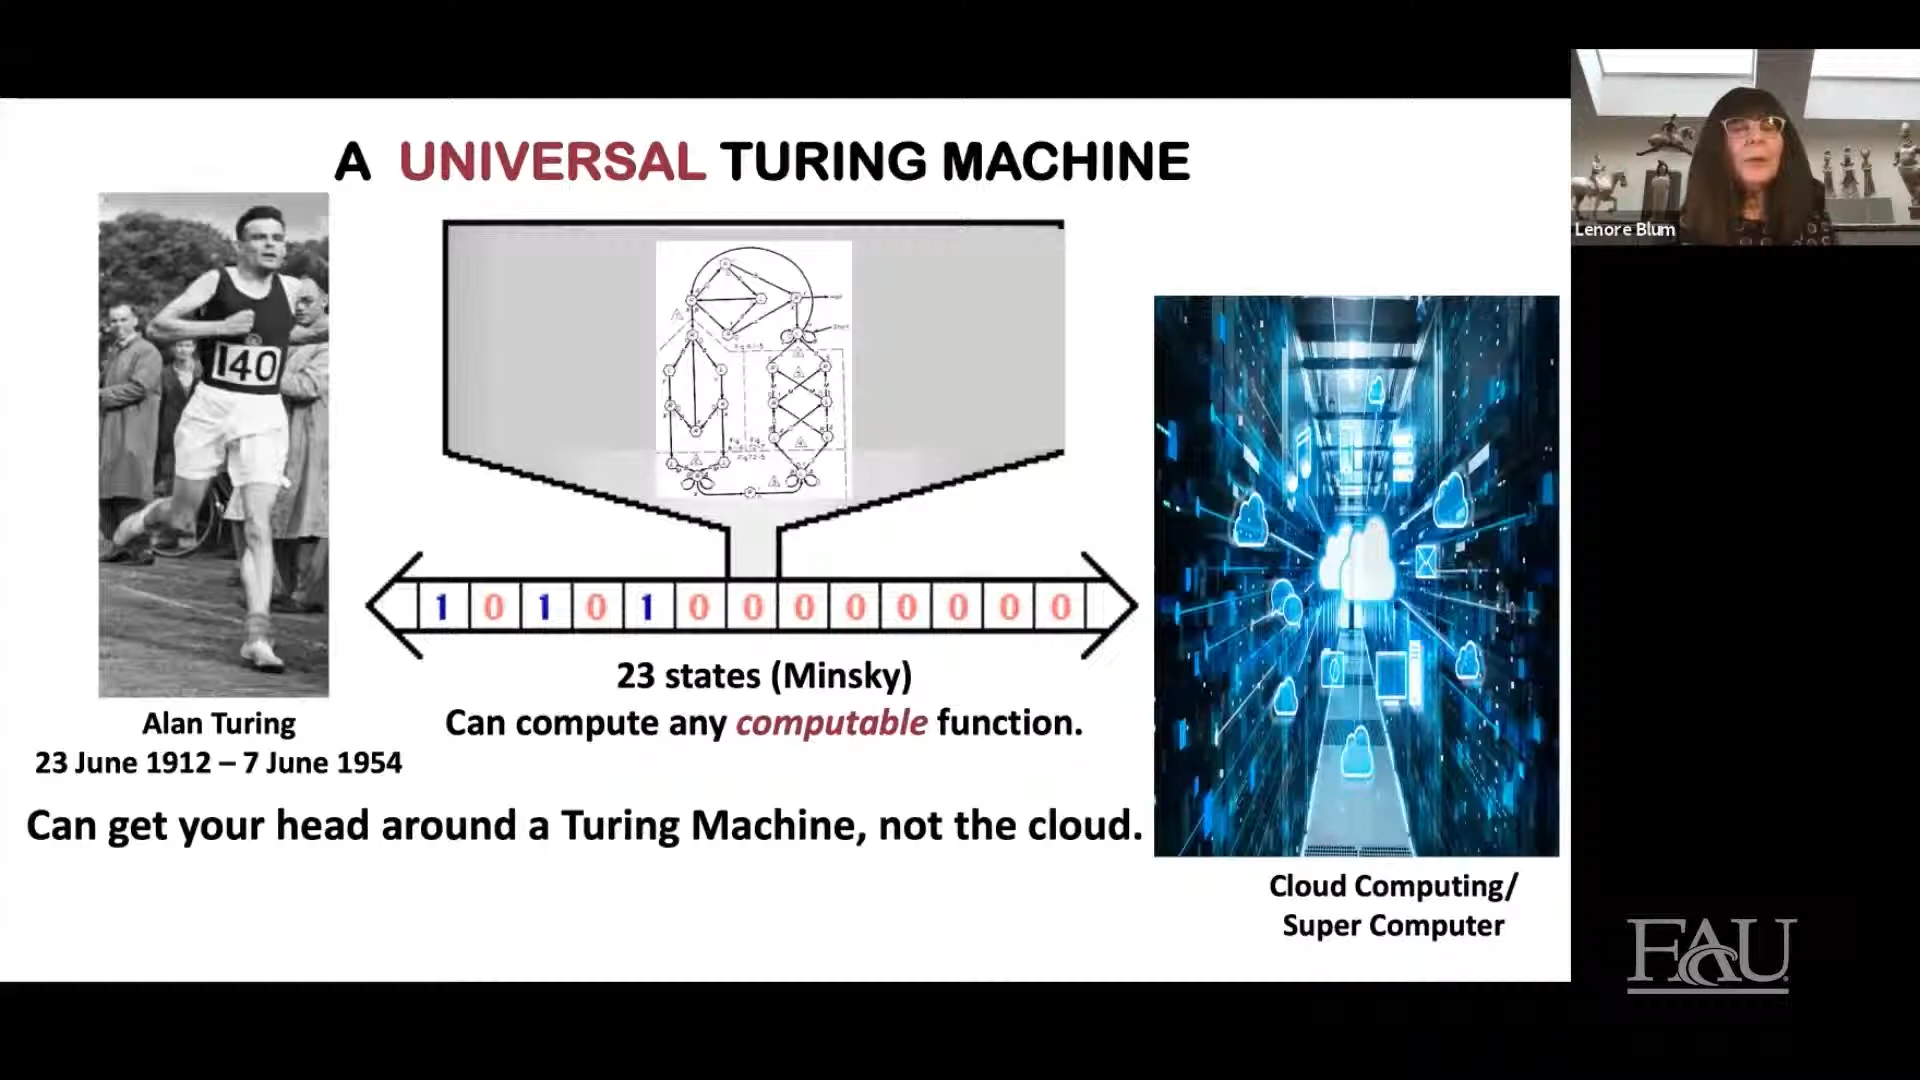 A UNIVERSAL TURING MACHINE
Lenore Blum
140
1 0 1 0 1 0 0 0 0 0 0 0 0
23 states (Minsky)
Can compute any computable function.
Alan Turing
23 June 1912 – 7 June 1954
Can get your head around a Turing Machine, not the cloud.
Cloud Computing/
Super Computer
FAU